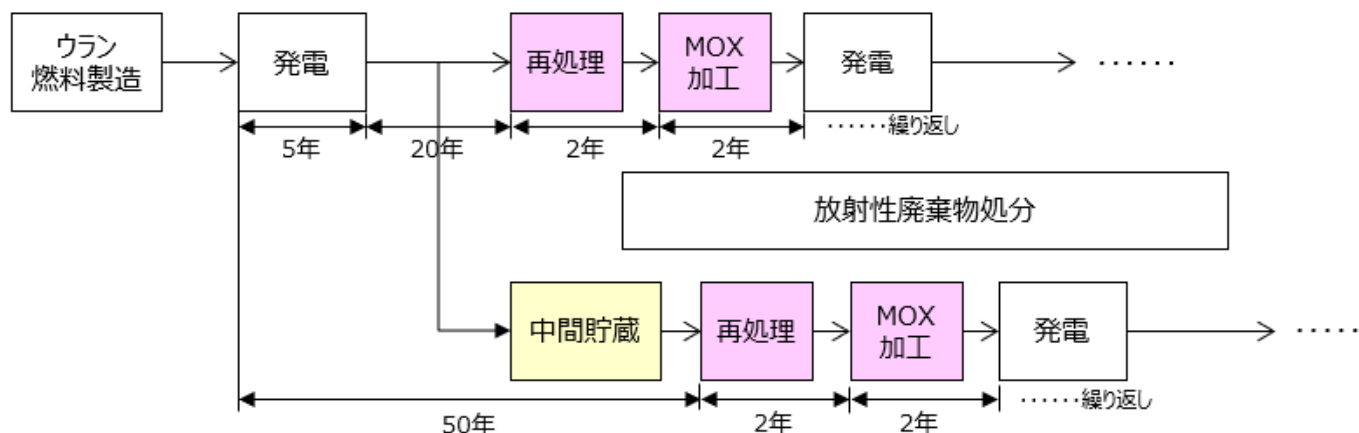 ウラン
燃料製造
発電
再処理
MOX
加工
発電
‥‥‥
5年
20年
2年
2年
‥‥‥繰り返し
放射性廃棄物処分
中間貯蔵
再処理
MOX
加工
発電
‥‥‥
50年
2年
2年
‥‥‥繰り返し